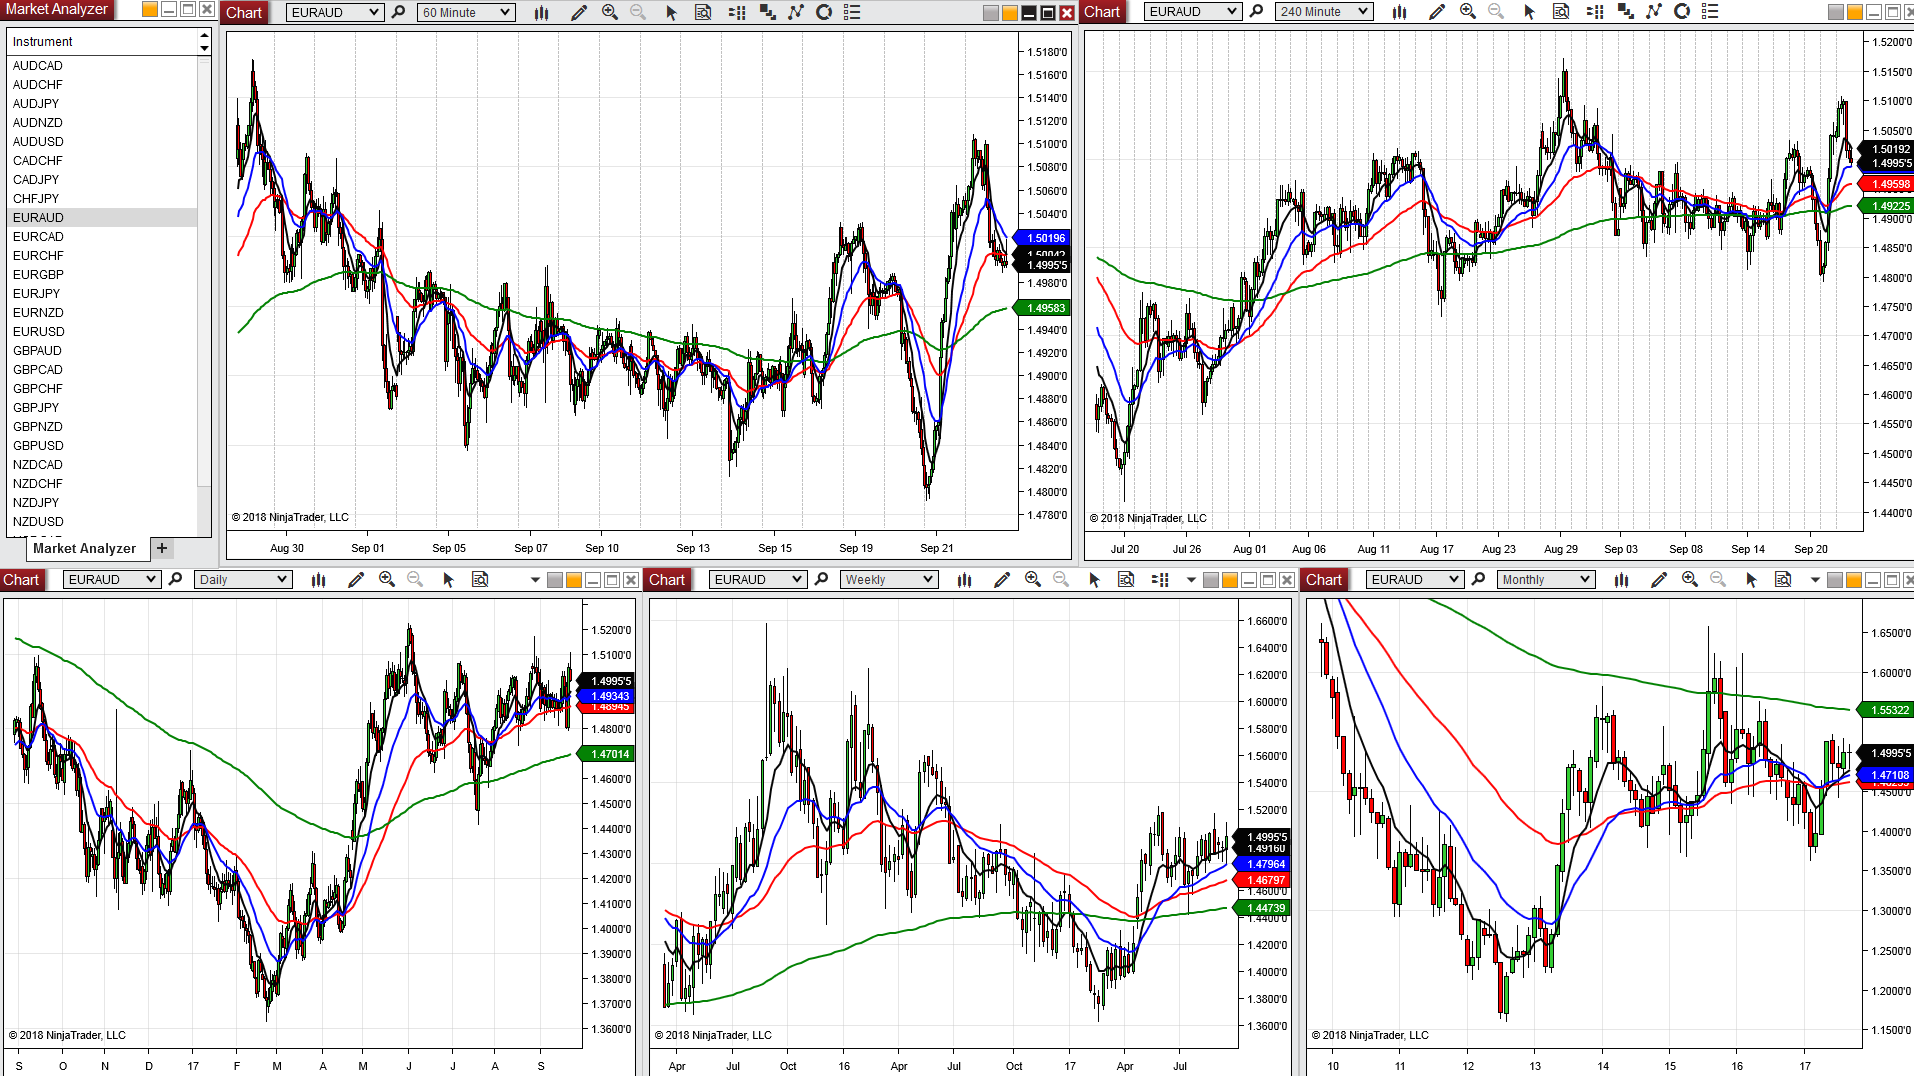 Market Analyzer
Instrument
AUDCAD
AUDCHF
AUDJPY
AUDNZD
AUDUSD
CADCHF
CADJPY
CHFJPY
EURAUD
EURCAD
EURCHF
EURGBP
EURJPY
EURNZD
EURUSD
GBPAUD
GBPCAD
GBPCHF
GBPJPY
GBPNZD
GBPUSD
NZDCAD
NZDCHF
NZDJPY
NZDUSD
Market Analyzer +
Chart EURAUD 60 Minute
1.5180'0
1.5160'0
1.5140'0
1.5120'0
1.5100'0
1.5080'0
1.5060'0
1.5040'0
1.50196
1.50042
1.4995'5
1.4980'0
1.49583
1.4940'0
1.4920'0
1.4900'0
1.4880'0
1.4860'0
1.4840'0
1.4820'0
1.4800'0
1.4780'0
© 2018 NinjaTrader, LLC
Aug 30 Sep 01 Sep 05 Sep 07 Sep 10 Sep 13 Sep 15 Sep 19 Sep 21
Chart EURAUD 240 Minute
1.5200'0
1.5150'0
1.5100'0
1.5050'0
1.50192
1.4995'5
1.49598
1.49225
1.4900'0
1.4850'0
1.4800'0
1.4750'0
1.4700'0
1.4650'0
1.4600'0
1.4550'0
1.4500'0
1.4450'0
1.4400'0
© 2018 NinjaTrader, LLC
Jul 20 Jul 26 Aug 01 Aug 06 Aug 11 Aug 17 Aug 23 Aug 29 Sep 03 Sep 08 Sep 14 Sep 20
Chart EURAUD Daily
1.5200'0
1.5100'0
1.4995'5
1.49343
1.48945
1.4800'0
1.47014
1.4600'0
1.4500'0
1.4400'0
1.4300'0
1.4200'0
1.4100'0
1.4000'0
1.3900'0
1.3800'0
1.3700'0
1.3600'0
© 2018 NinjaTrader, LLC
S O N D 17 F M A M J J A S
Chart EURAUD Weekly
1.6600'0
1.6400'0
1.6200'0
1.6000'0
1.5800'0
1.5600'0
1.5400'0
1.5200'0
1.4995'5
1.49160
1.47964
1.46797
1.4600'0
1.44739
1.4400'0
1.4200'0
1.4000'0
1.3800'0
1.3600'0
© 2018 NinjaTrader, LLC
Apr Jul Oct 16 Apr Jul Oct 17 Apr Jul
Chart EURAUD Monthly
1.6500'0
1.6000'0
1.55322
1.4995'5
1.47108
1.4500'0
1.4000'0
1.3500'0
1.3000'0
1.2500'0
1.2000'0
1.1500'0
© 2018 NinjaTrader, LLC
10 11 12 13 14 15 16 17